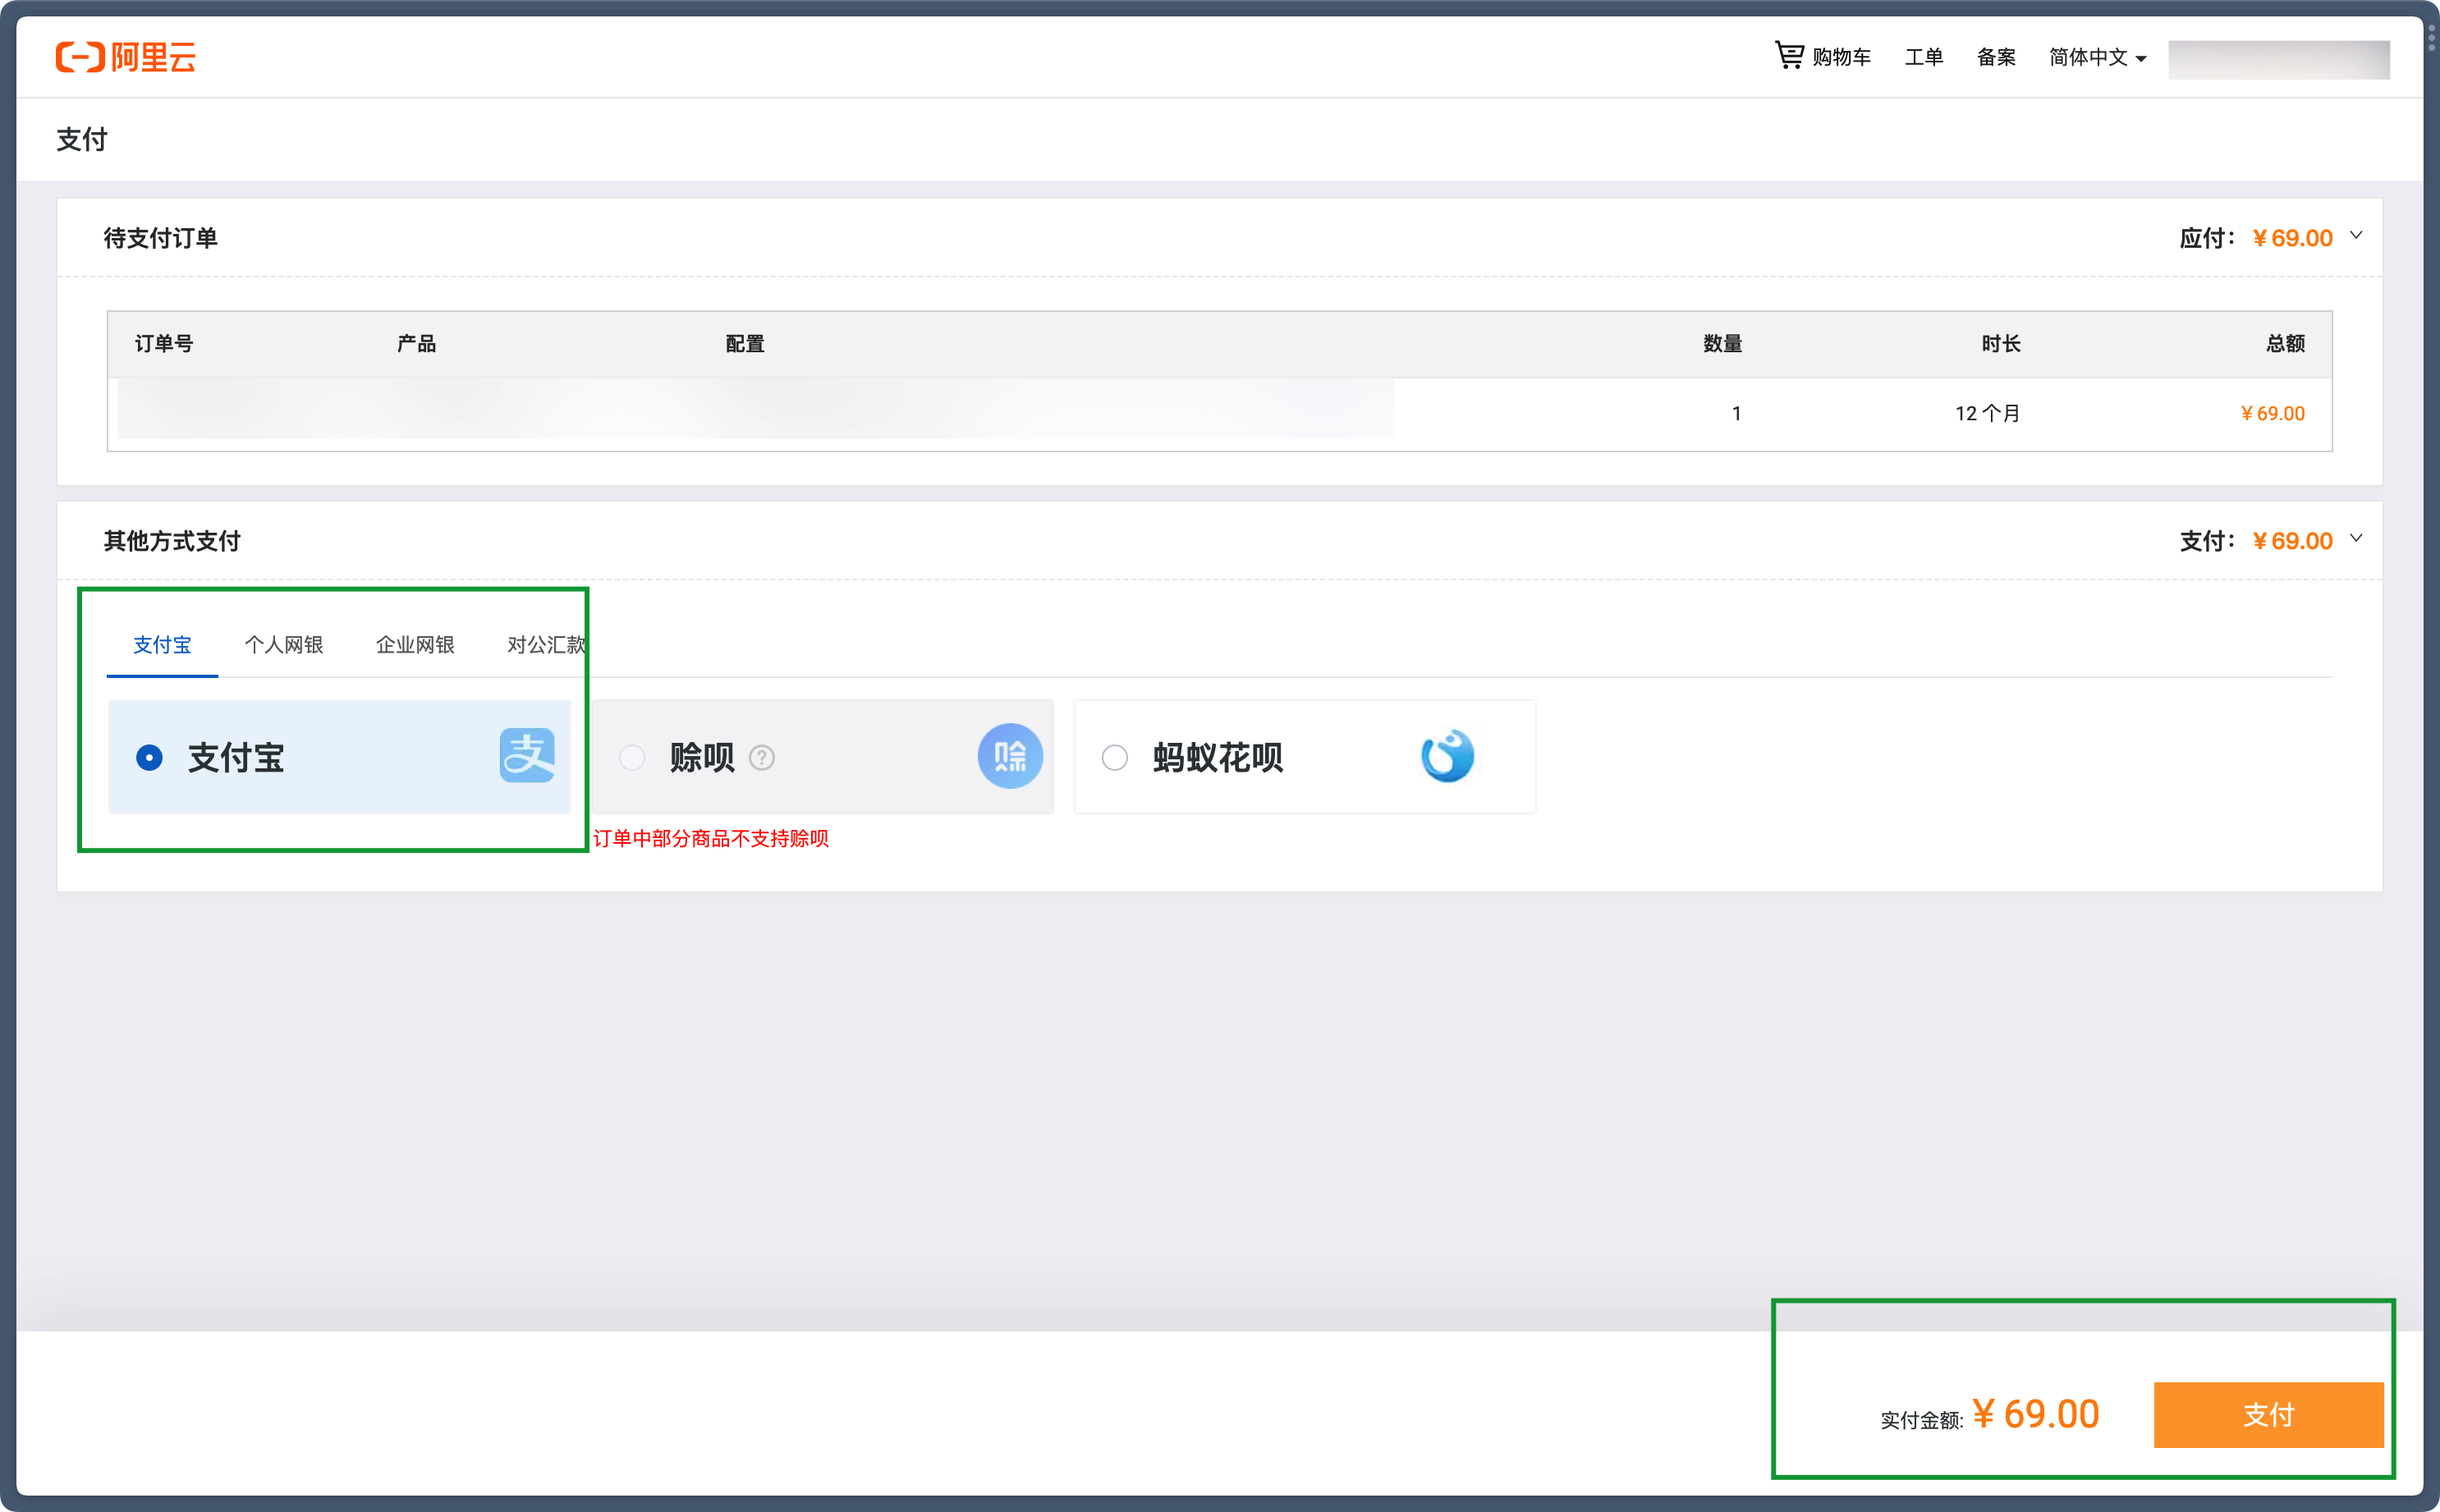 阿里云 购物车 工单 备案 简体中文
支付
待支付订单 应付： ¥ 69.00
订单号 产品 配置 数量 时长 总额
1 12 个月 ¥ 69.00
其他方式支付 支付： ¥ 69.00
支付宝 个人网银 企业网银 对公汇款
支付宝 支 赊呗 ? 赊 蚂蚁花呗
订单中部分商品不支持赊呗
实付金额: ¥ 69.00 支付